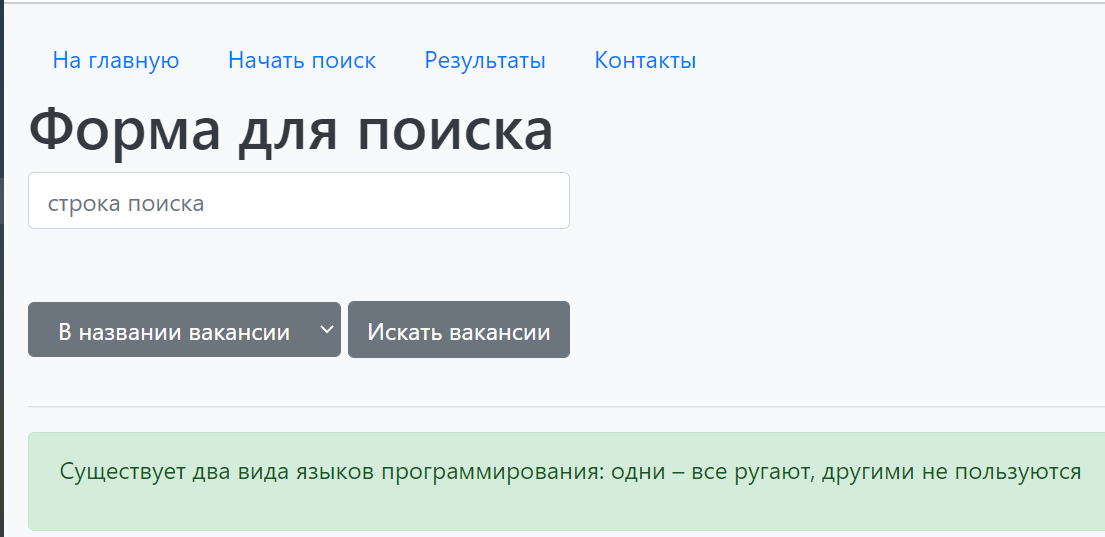 На главную Начать поиск Результаты Контакты
Форма для поиска
строка поиска
В названии вакансии Искать вакансии
Существует два вида языков программирования: одни – все ругают, другими не пользуются